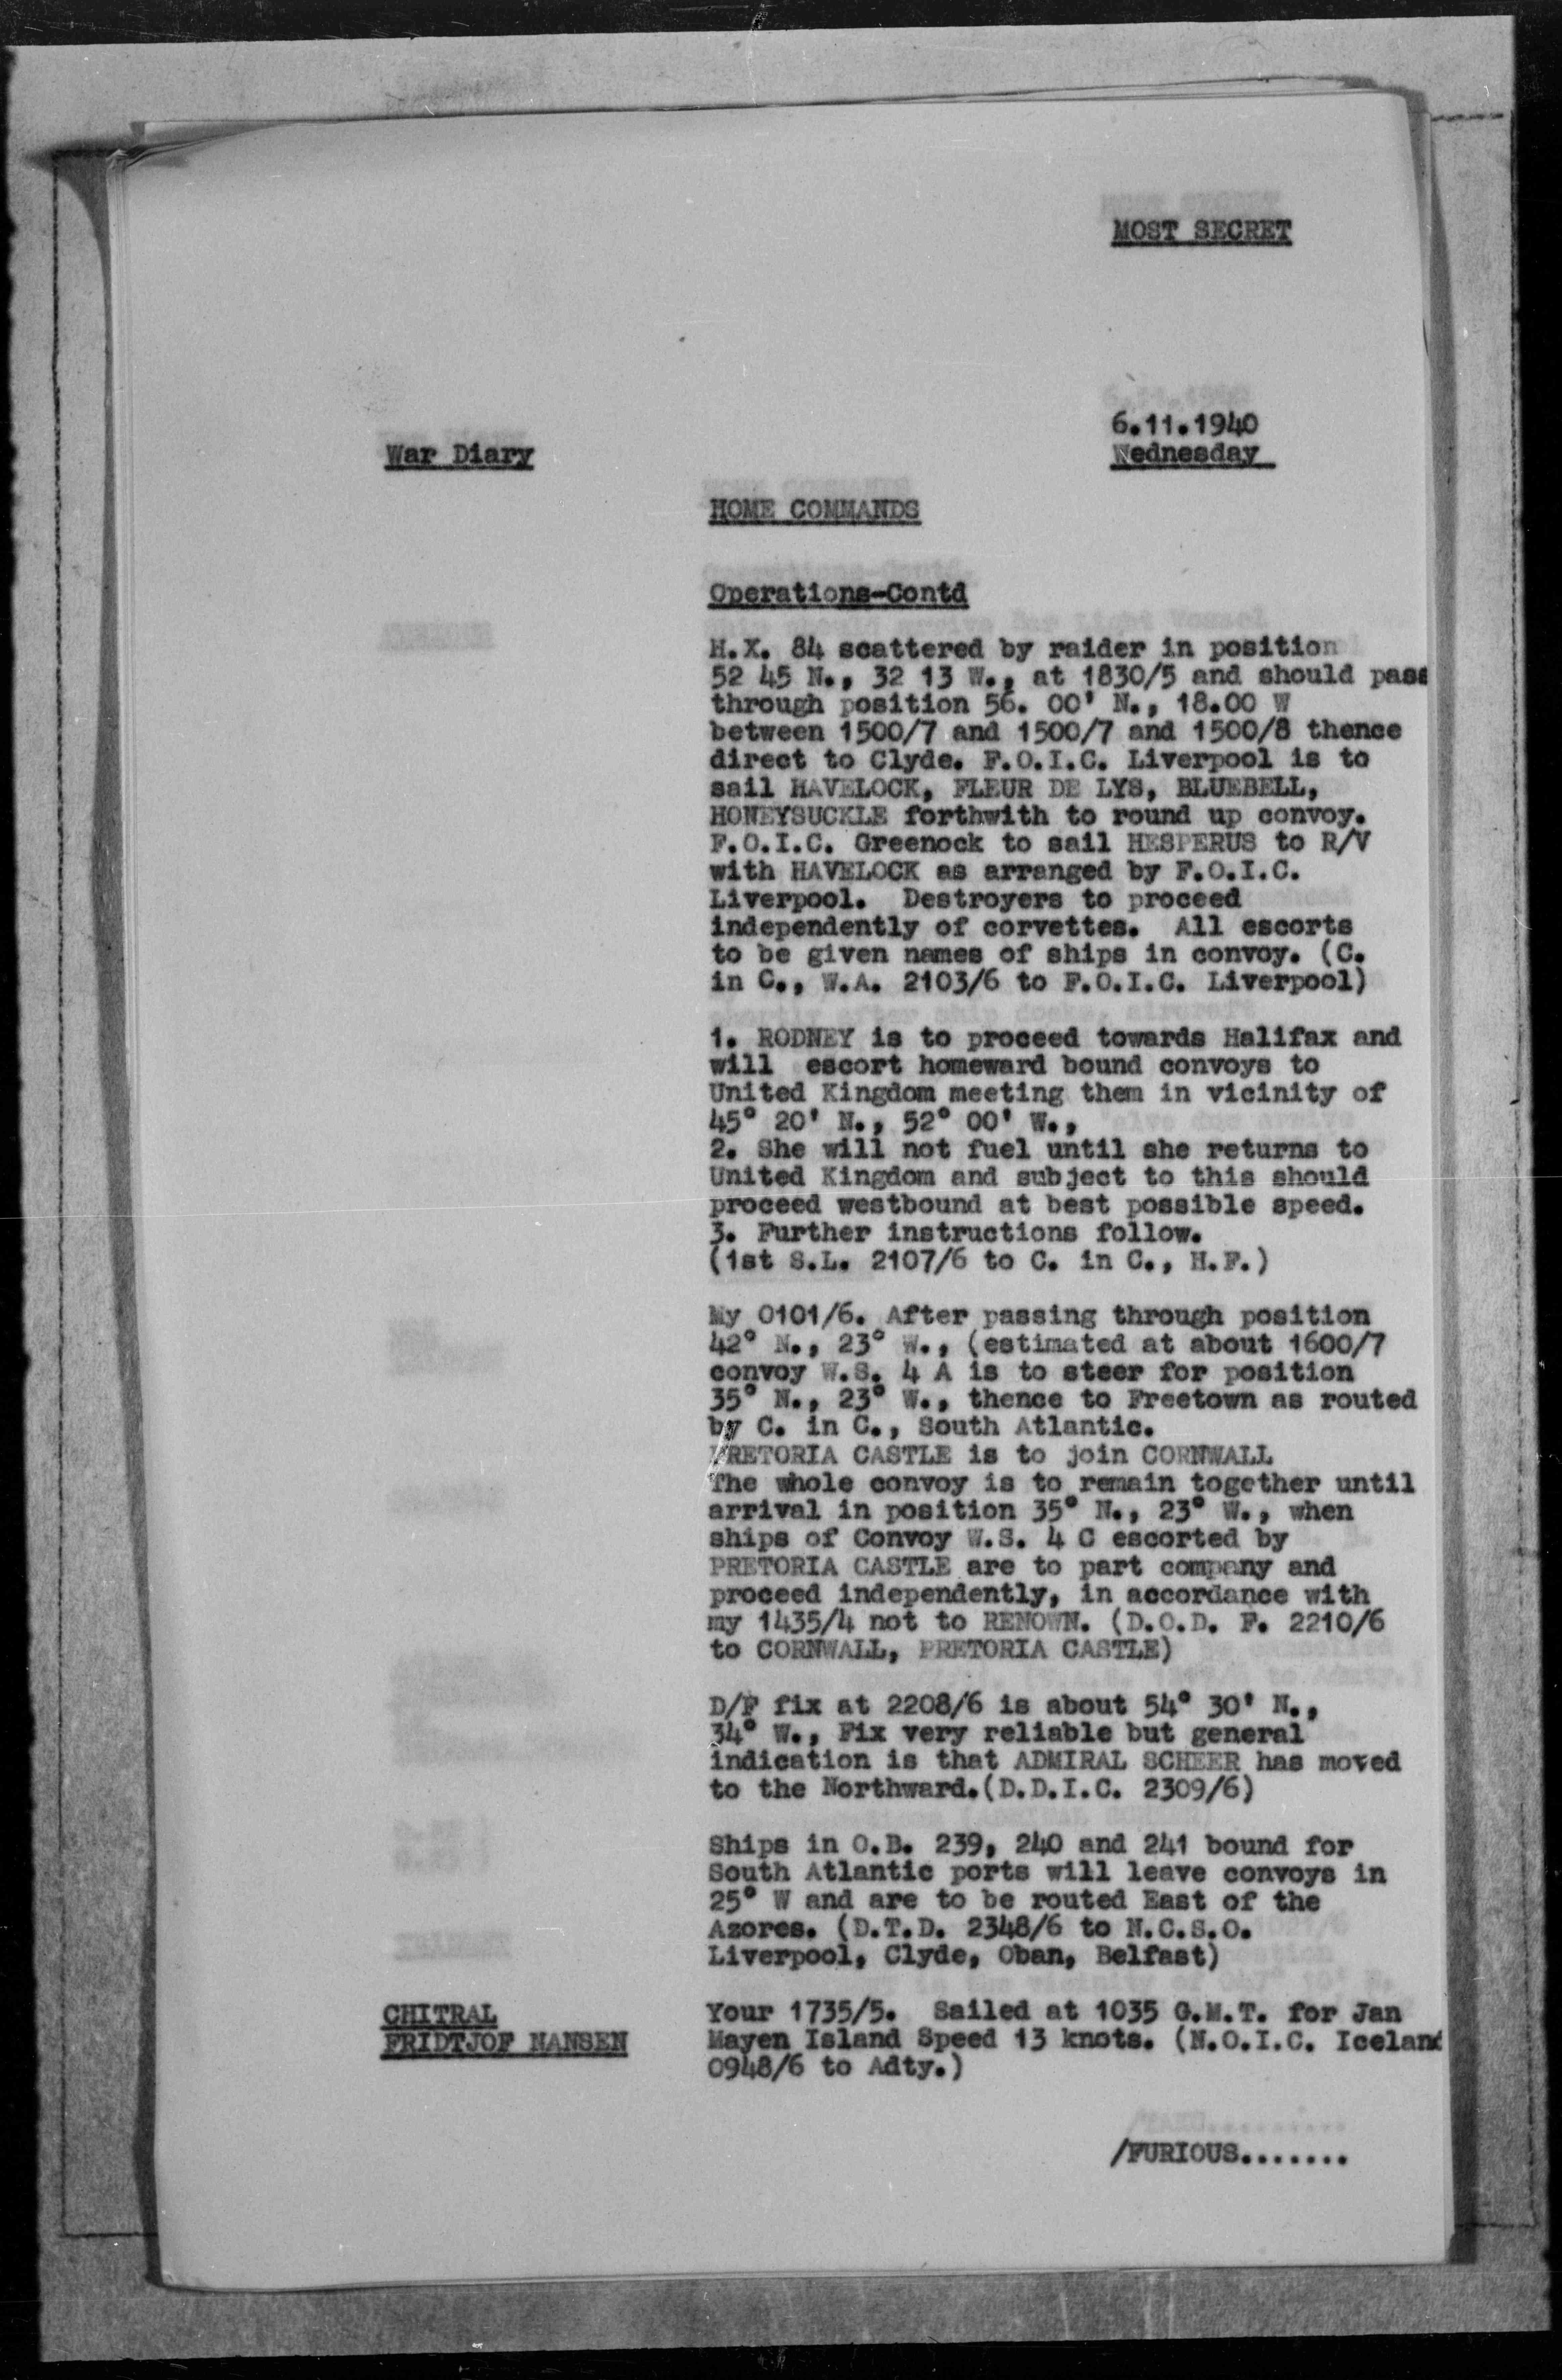 MOST SECRET
6.11.1940
War Diary
Wednesday
HOME COMMANDS
Operations-Contd
H.X. 84 scattered by raider in position
52 45 N., 32 13 W., at 1830/5 and should pass
through position 56. 00' N., 18.00 W
between 1500/7 and 1500/7 and 1500/8 thence
direct to Clyde. F.O.I.C. Liverpool is to
sail HAVELOCK, FLEUR DE LYS, BLUEBELL,
HONEYSUCKLE forthwith to round up convoy.
F.O.I.C. Greenock to sail HESPERUS to R/V
with HAVELOCK as arranged by F.O.I.C.
Liverpool. Destroyers to proceed
independently of corvettes. All escorts
to be given names of ships in convoy. (C.
in C., W.A. 2103/6 to F.O.I.C. Liverpool)
1. RODNEY is to proceed towards Halifax and
will escort homeward bound convoys to
United Kingdom meeting them in vicinity of
45° 20' N., 52° 00' W.,
2. She will not fuel until she returns to
United Kingdom and subject to this should
proceed westbound at best possible speed.
3. Further instructions follow.
(1st S.L. 2107/6 to C. in C., H.F.)
My 0101/6. After passing through position
42° N., 23° W., (estimated at about 1600/7
convoy W.S. 4 A is to steer for position
35° N., 23° W., thence to Freetown as routed
by C. in C., South Atlantic.
PRETORIA CASTLE is to join CORNWALL
The whole convoy is to remain together until
arrival in position 35° N., 23° W., when
ships of Convoy W.S. 4 C escorted by
PRETORIA CASTLE are to part company and
proceed independently, in accordance with
my 1435/4 not to RENOWN. (D.O.D. F. 2210/6
to CORNWALL, PRETORIA CASTLE)
D/F fix at 2208/6 is about 54° 30' N.,
34° W., Fix very reliable but general
indication is that ADMIRAL SCHEER has moved
to the Northward.(D.D.I.C. 2309/6)
Ships in O.B. 239, 240 and 241 bound for
South Atlantic ports will leave convoys in
25° W and are to be routed East of the
Azores. (D.T.D. 2348/6 to N.C.S.O.
Liverpool, Clyde, Oban, Belfast)
CHITRAL
FRIDTJOF NANSEN
Your 1735/5. Sailed at 1035 G.M.T. for Jan
Mayen Island Speed 13 knots. (N.O.I.C. Iceland
0948/6 to Adty.)
/FURIOUS.......